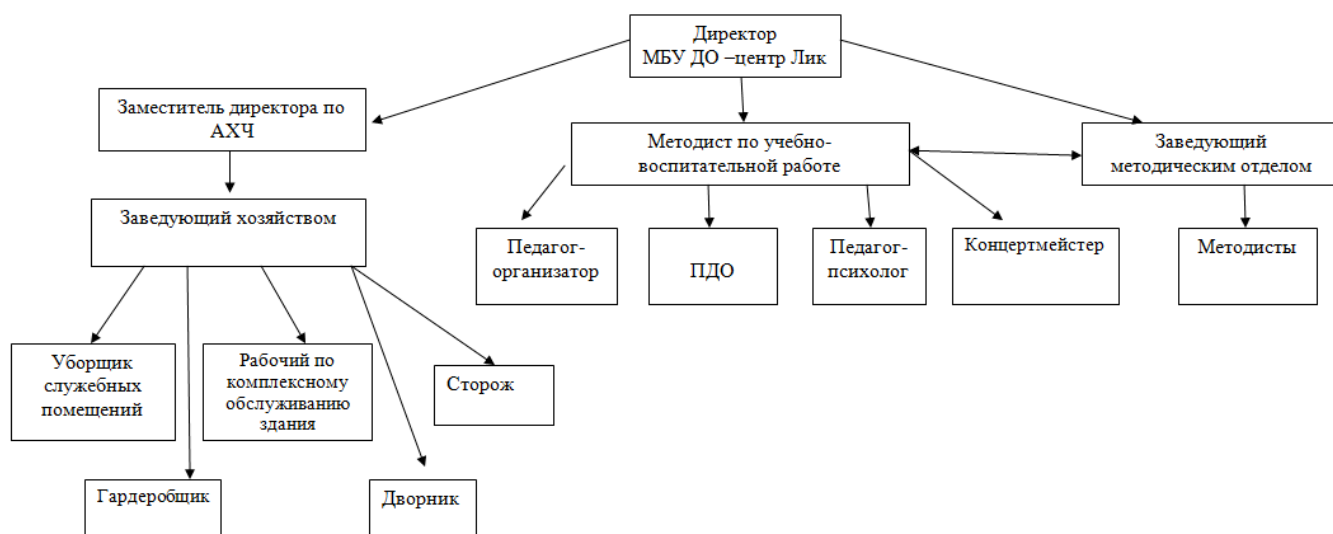 Директор
МБУ ДО –центр Лик
Заместитель директора по
АХЧ
Методист по учебно-
воспитательной работе
Заведующий
методическим отделом
Заведующий хозяйством
Педагог-
организатор
ПДО
Педагог-
психолог
Концертмейстер
Методисты
Уборщик
служебных
помещений
Рабочий по
комплексному
обслуживанию
здания
Сторож
Гардеробщик
Дворник